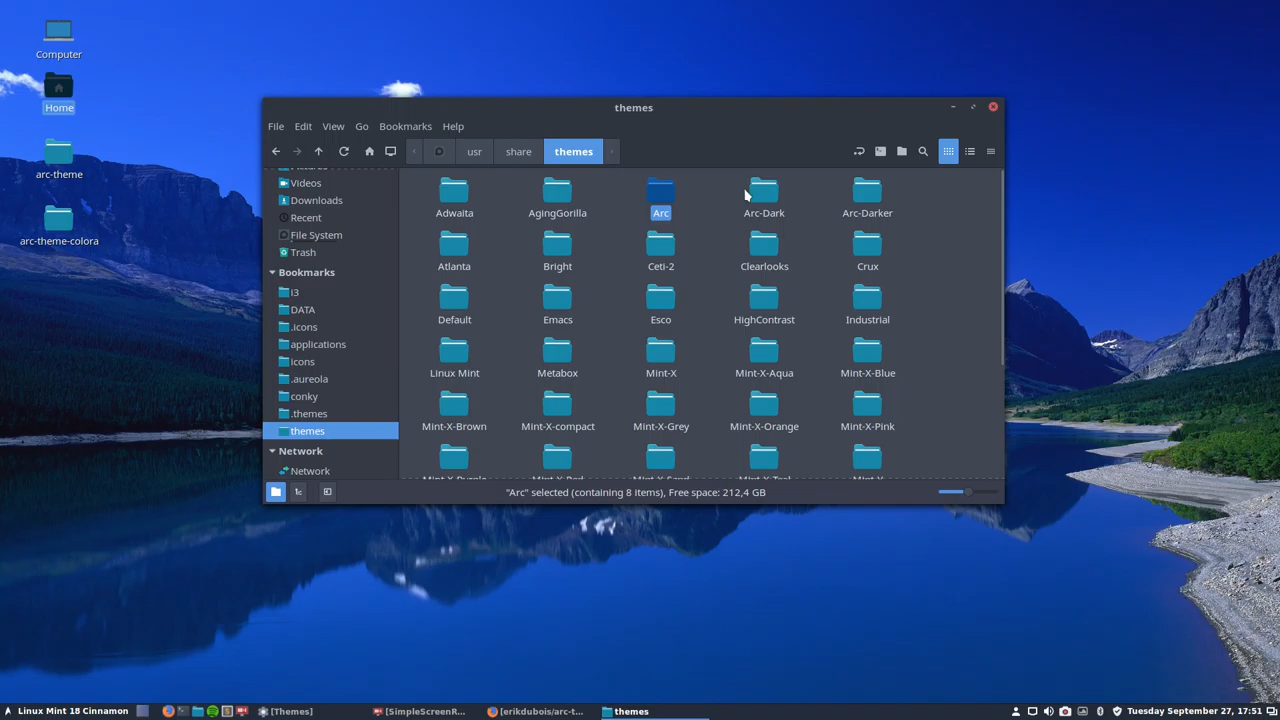 Computer
Home
arc-theme
arc-theme-colora
themes
File Edit View Go Bookmarks Help
usr share themes
Videos
Downloads
Recent
File System
Trash
Bookmarks
I3
DATA
.icons
applications
icons
.aureola
conky
.themes
themes
Network
Network
Adwaita AgingGorilla Arc Arc-Dark Arc-Darker
Atlanta Bright Ceti-2 Clearlooks Crux
Default Emacs Esco HighContrast Industrial
Linux Mint Metabox Mint-X Mint-X-Aqua Mint-X-Blue
Mint-X-Brown Mint-X-compact Mint-X-Grey Mint-X-Orange Mint-X-Pink
"Arc" selected (containing 8 items), Free space: 212,4 GB
Linux Mint 18 Cinnamon [Themes] [SimpleScreenR... [erikdubois/arc-t... themes Tuesday September 27, 17:51